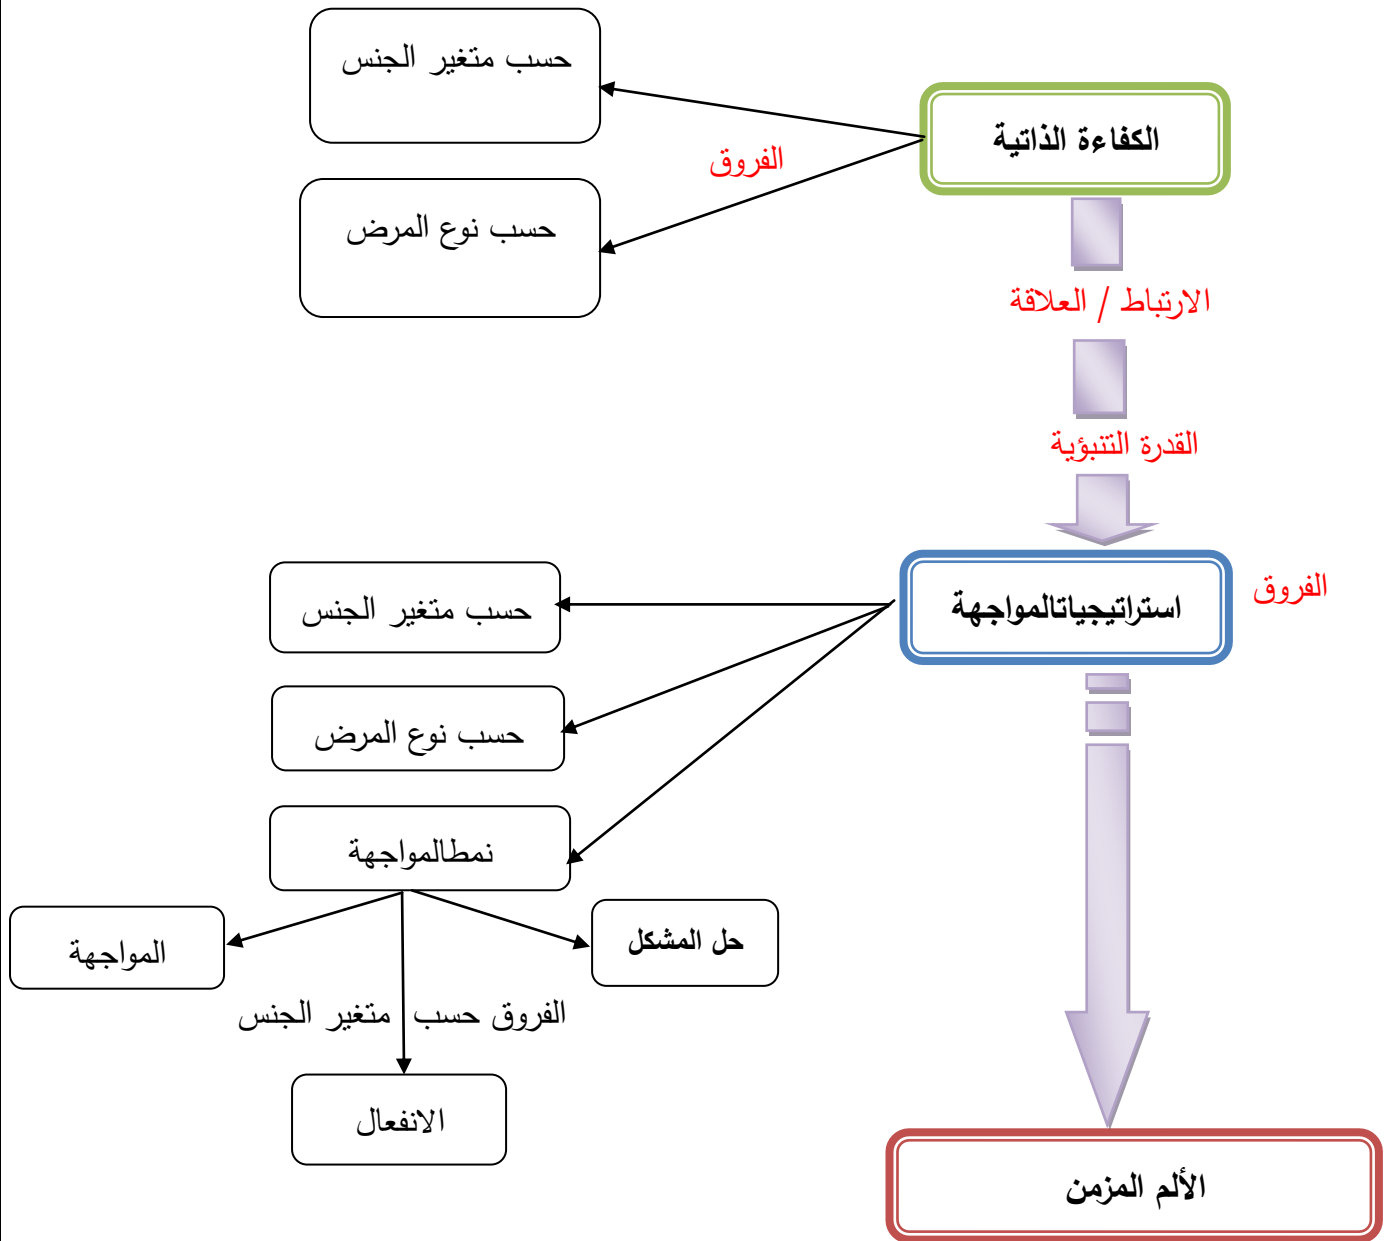 حسب متغير الجنس
الكفاءة الذاتية
الفروق
حسب نوع المرض
الارتباط / العلاقة
القدرة التنبؤية
الفروق
استراتيجياتالمواجهة
حسب متغير الجنس
حسب نوع المرض
نمطالمواجهة
حل المشكل
المواجهة
الفروق حسب متغير الجنس
الانفعال
الألم المزمن